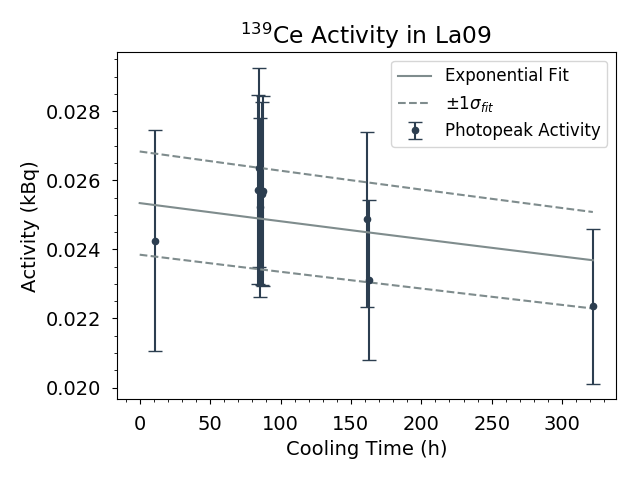 ¹³⁹Ce Activity in La09
Exponential Fit
±1σ_fit
Photopeak Activity
Activity (kBq)
0.028
0.026
0.024
0.022
0.020
0 50 100 150 200 250 300
Cooling Time (h)